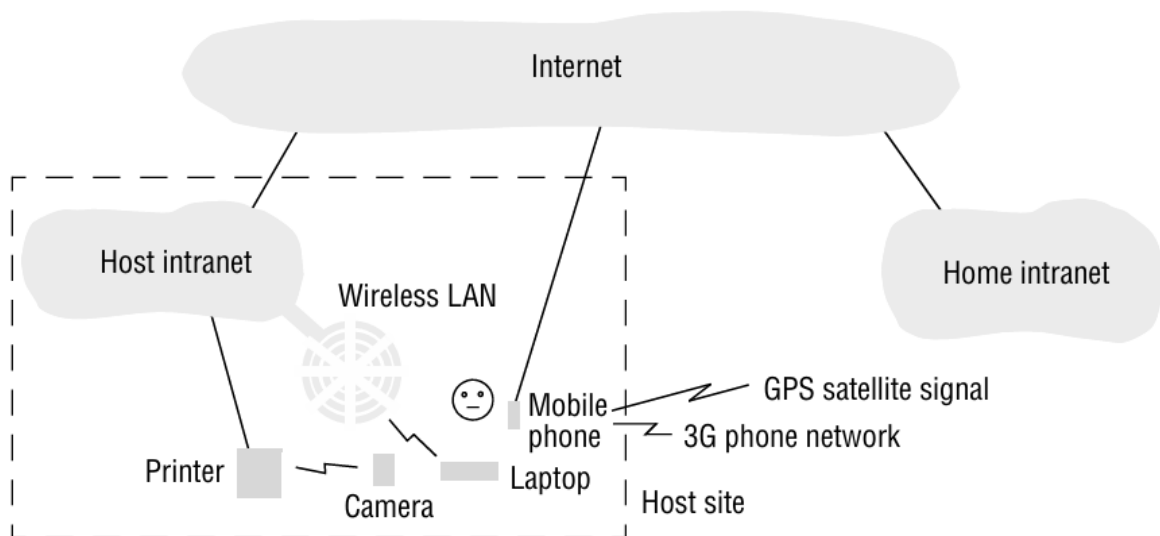 Internet
Host intranet
Home intranet
Wireless LAN
Mobile
phone
GPS satellite signal
3G phone network
Printer
Camera
Laptop
Host site